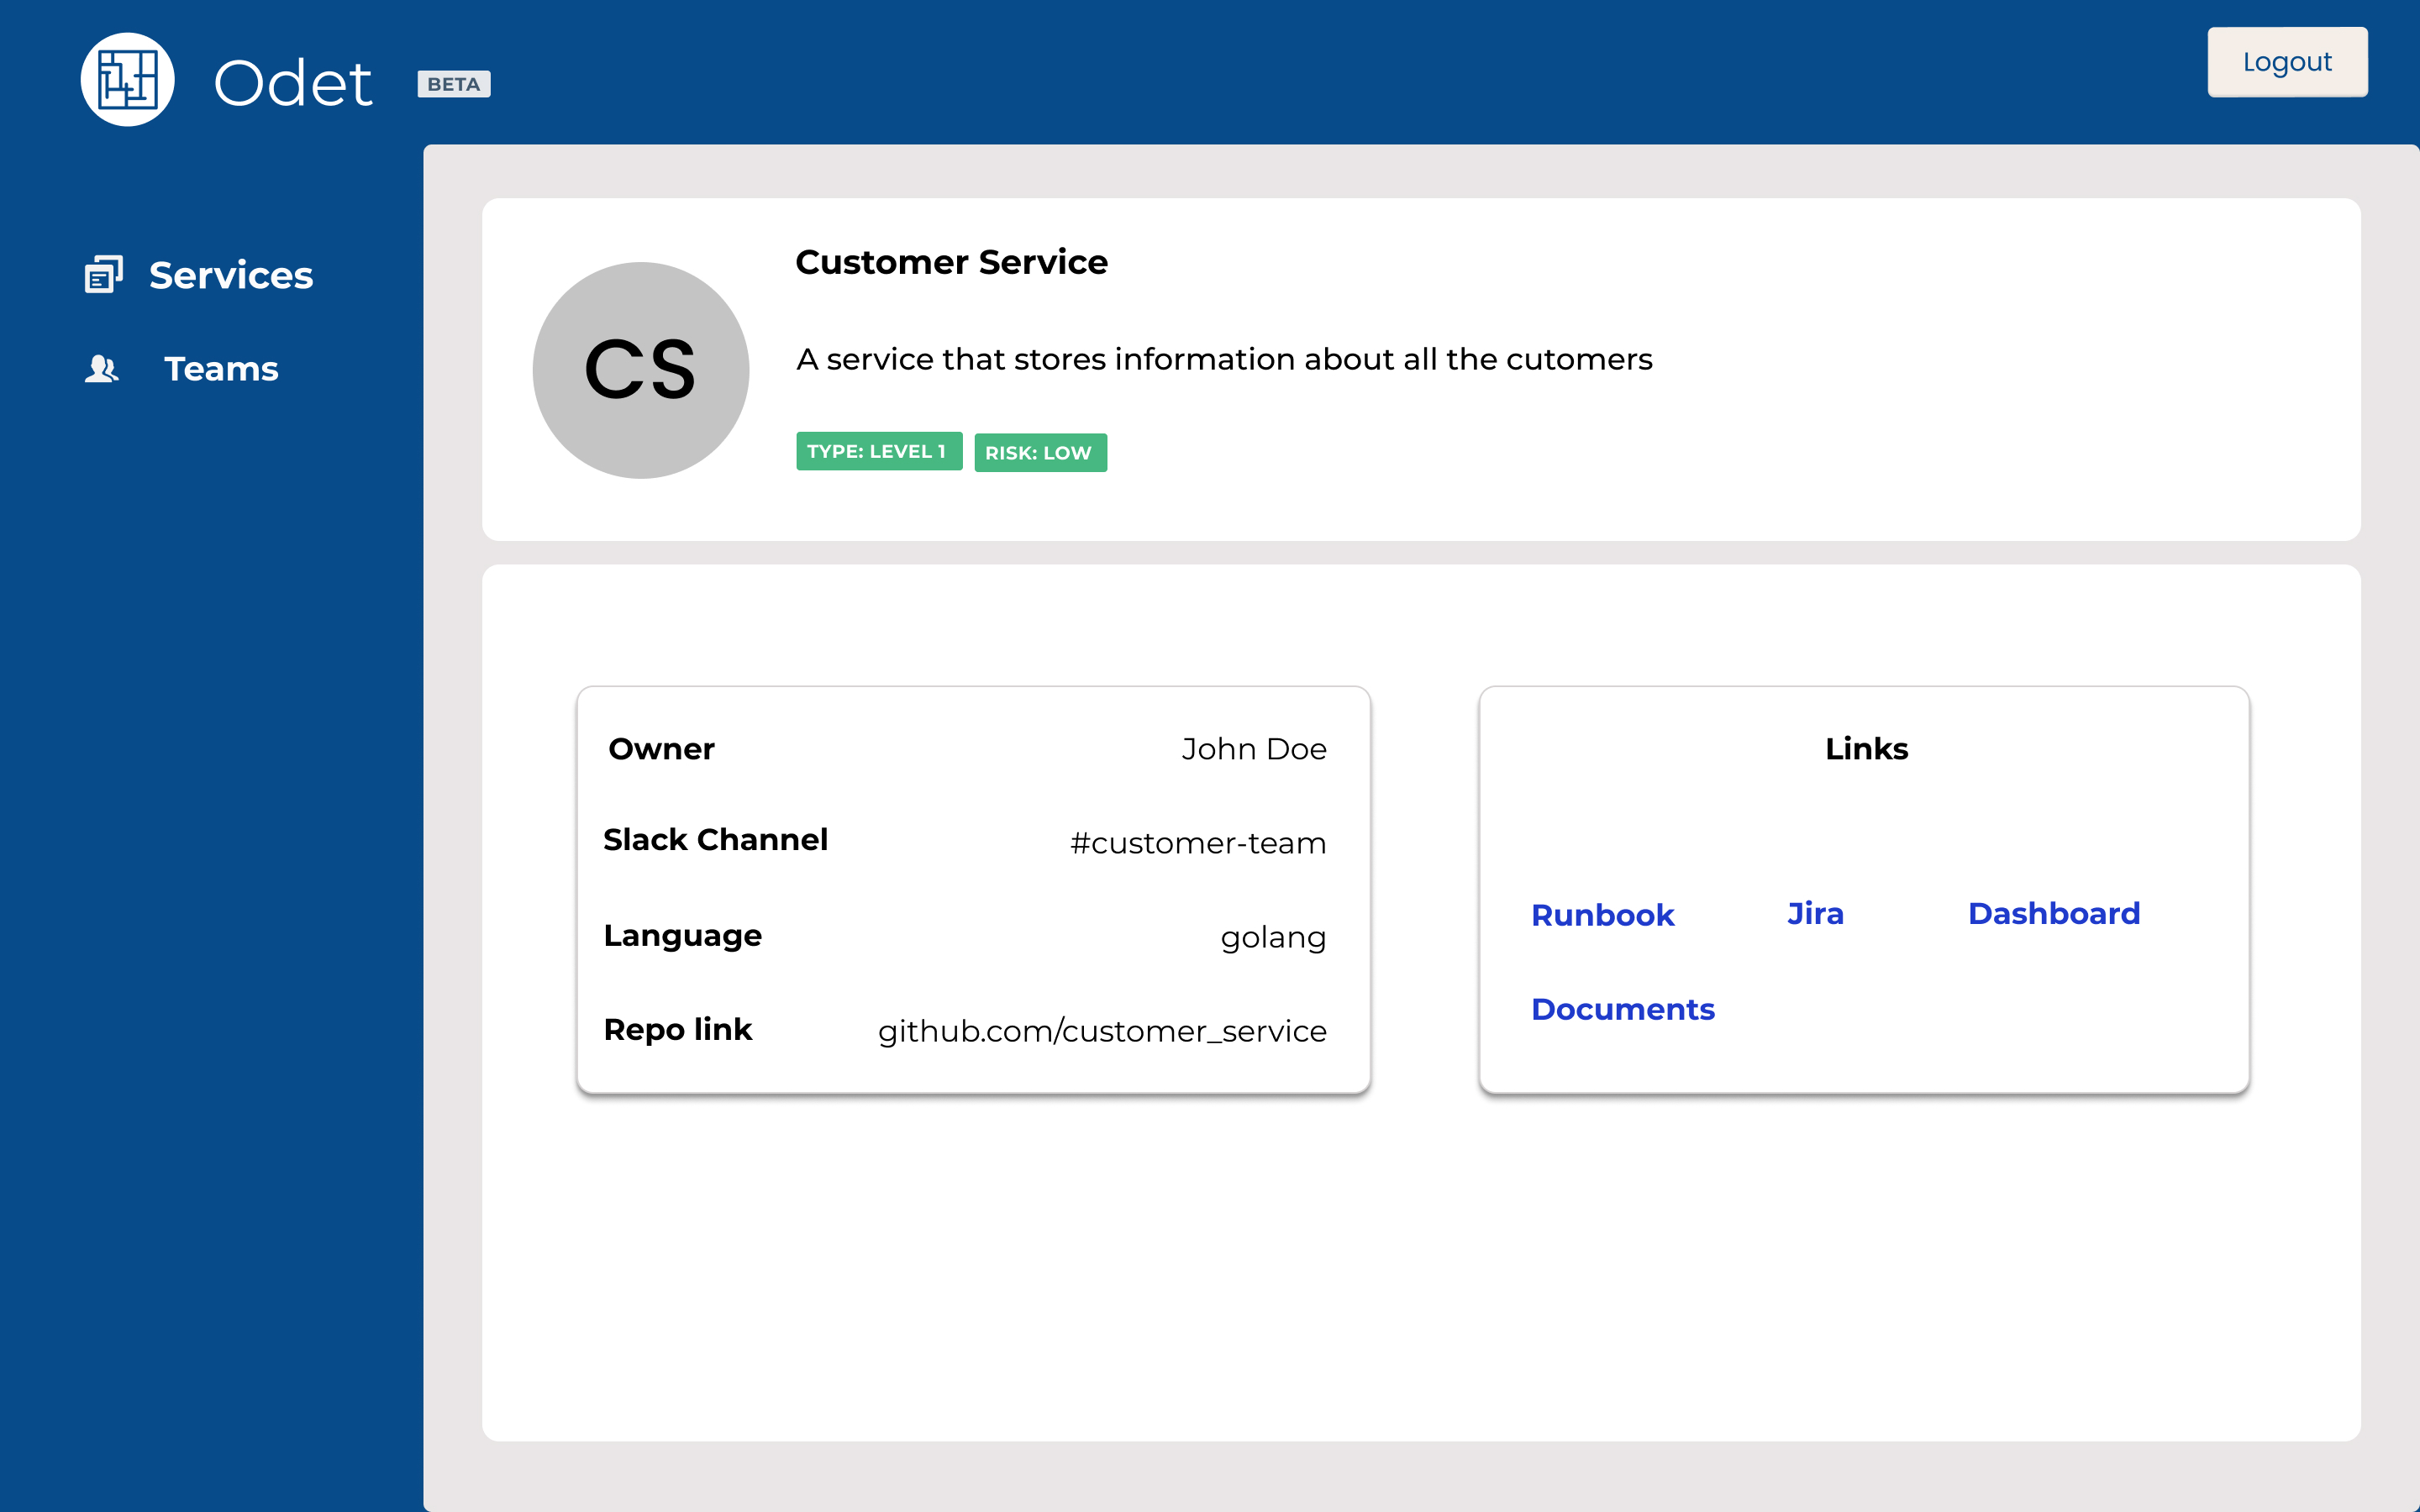 Odet BETA
Logout
Services
Teams
CS
Customer Service
A service that stores information about all the cutomers
TYPE: LEVEL 1 RISK: LOW
Owner John Doe
Slack Channel #customer-team
Language golang
Repo link github.com/customer_service
Links
Runbook Jira Dashboard
Documents